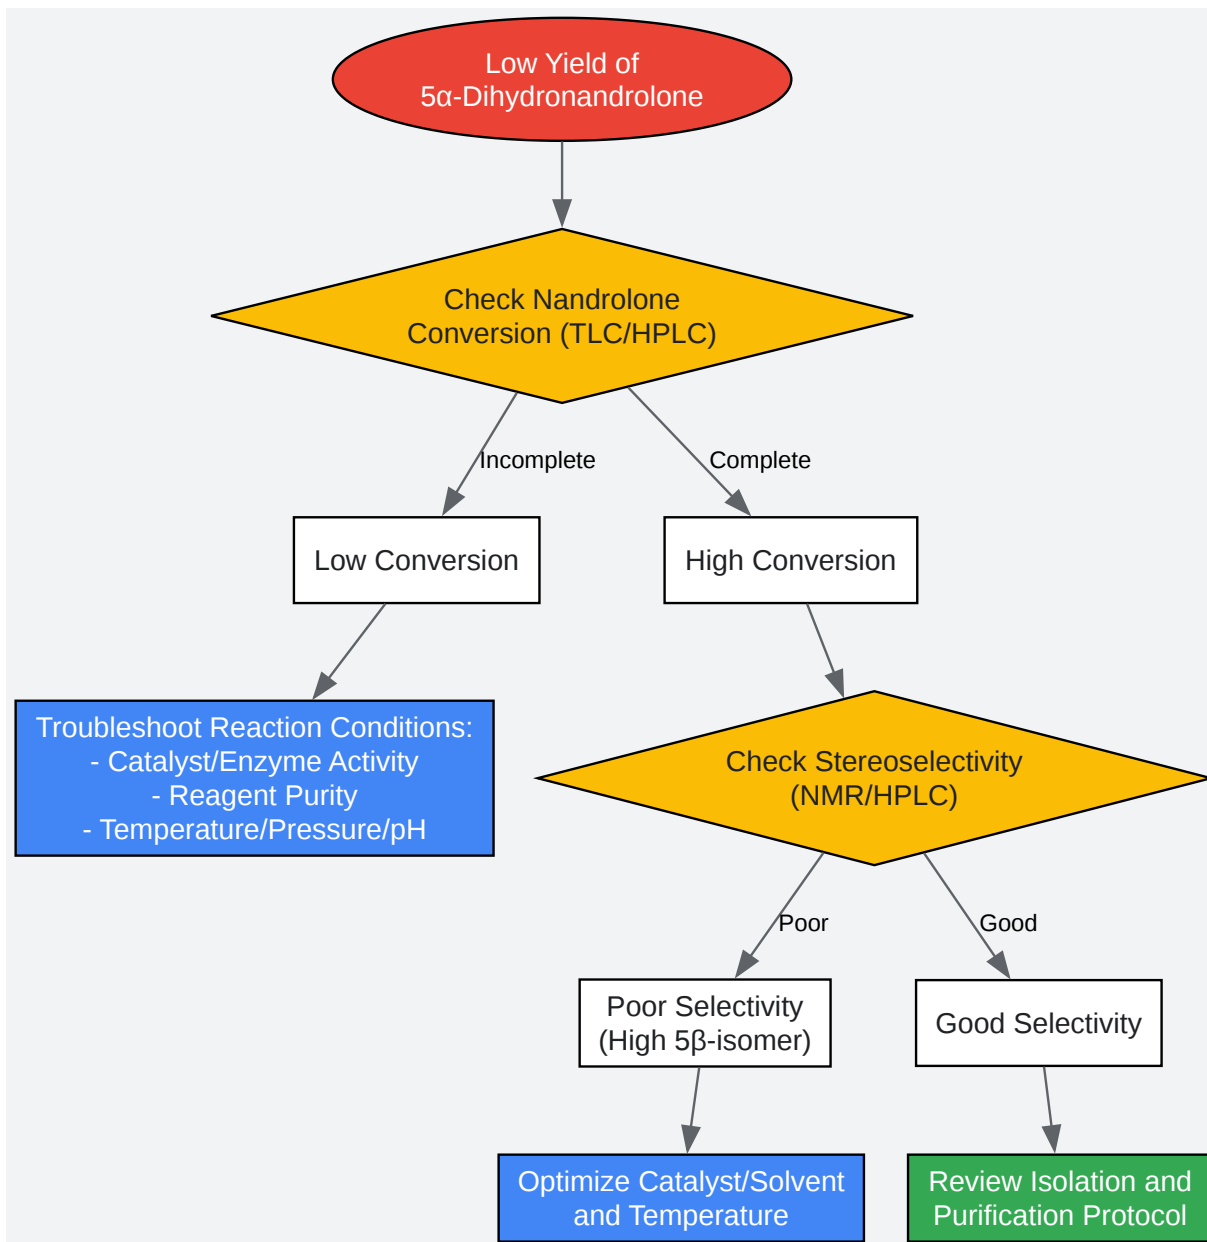 Low Yield of
5α-Dihydronandrolone
Check Nandrolone
Conversion (TLC/HPLC)
Incomplete
Complete
Low Conversion
High Conversion
Troubleshoot Reaction Conditions:
- Catalyst/Enzyme Activity
- Reagent Purity
- Temperature/Pressure/pH
Check Stereoselectivity
(NMR/HPLC)
Poor
Good
Poor Selectivity
(High 5β-isomer)
Good Selectivity
Optimize Catalyst/Solvent
and Temperature
Review Isolation and
Purification Protocol